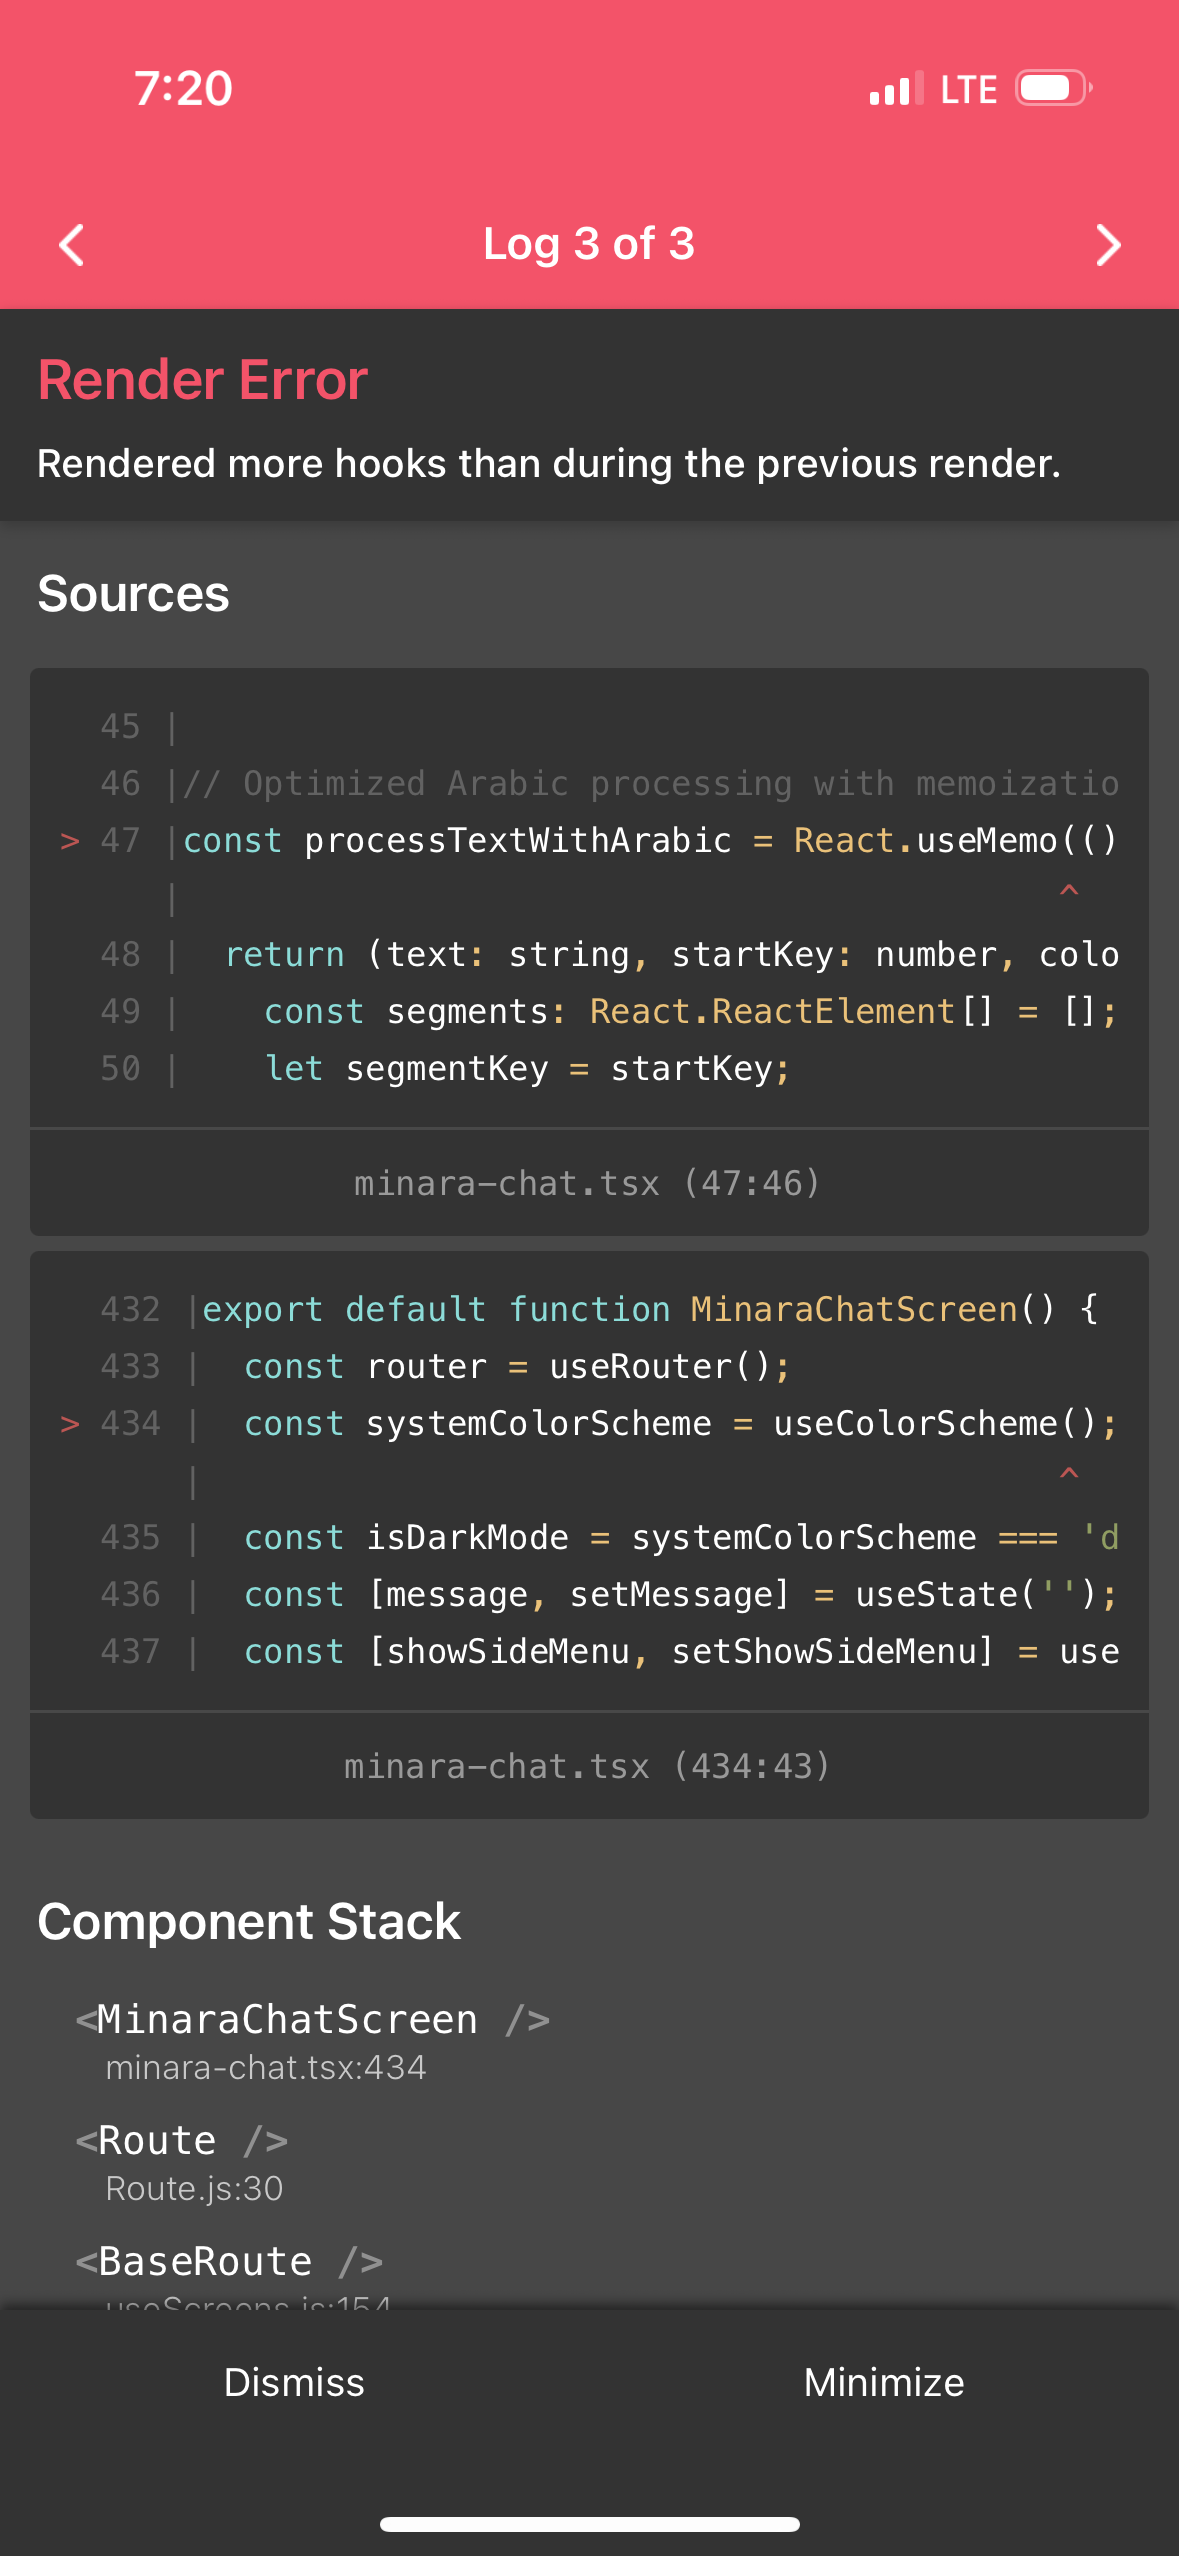 7:20
LTE
Log 3 of 3
Render Error
Rendered more hooks than during the previous render.
Sources
45 |
46 |// Optimized Arabic processing with memoizatio
> 47 |const processTextWithArabic = React.useMemo(()
| ^
48 |  return (text: string, startKey: number, colo
49 |    const segments: React.ReactElement[] = [];
50 |    let segmentKey = startKey;
minara-chat.tsx (47:46)
432 |export default function MinaraChatScreen() {
433 |  const router = useRouter();
> 434 |  const systemColorScheme = useColorScheme();
| ^
435 |  const isDarkMode = systemColorScheme === 'd
436 |  const [message, setMessage] = useState('');
437 |  const [showSideMenu, setShowSideMenu] = use
minara-chat.tsx (434:43)
Component Stack
<MinaraChatScreen />
minara-chat.tsx:434
<Route />
Route.js:30
<BaseRoute />
useScreens.js:154
Dismiss
Minimize